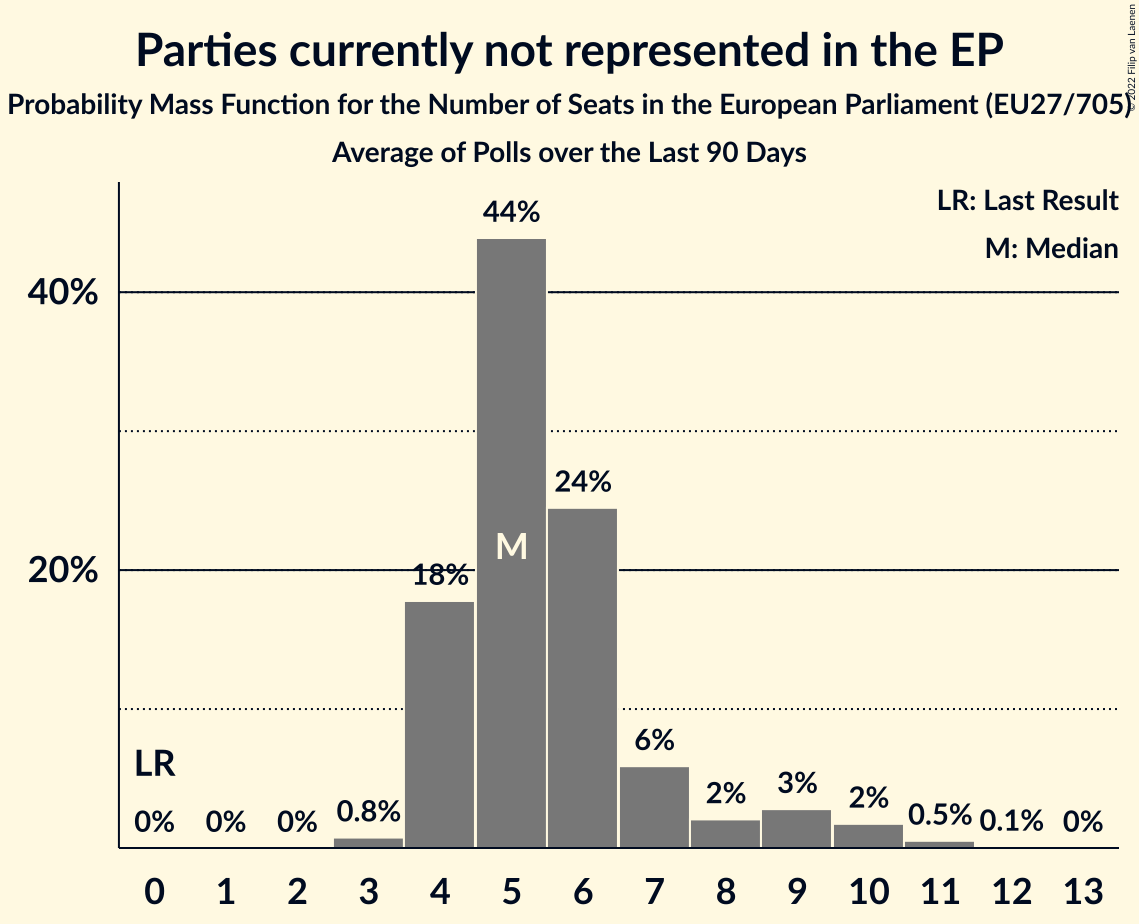 Parties currently not represented in the EP
Probability Mass Function for the Number of Seats in the European Parliament (EU27/705)
Average of Polls over the Last 90 Days
© 2022 Filip van Laenen
LR: Last Result
M: Median
40%
20%
44%
24%
M
18%
6%
LR
0%
0%
0%
0.8%
2%
3%
2%
0.5%
0.1%
0%
0 1 2 3 4 5 6 7 8 9 10 11 12 13